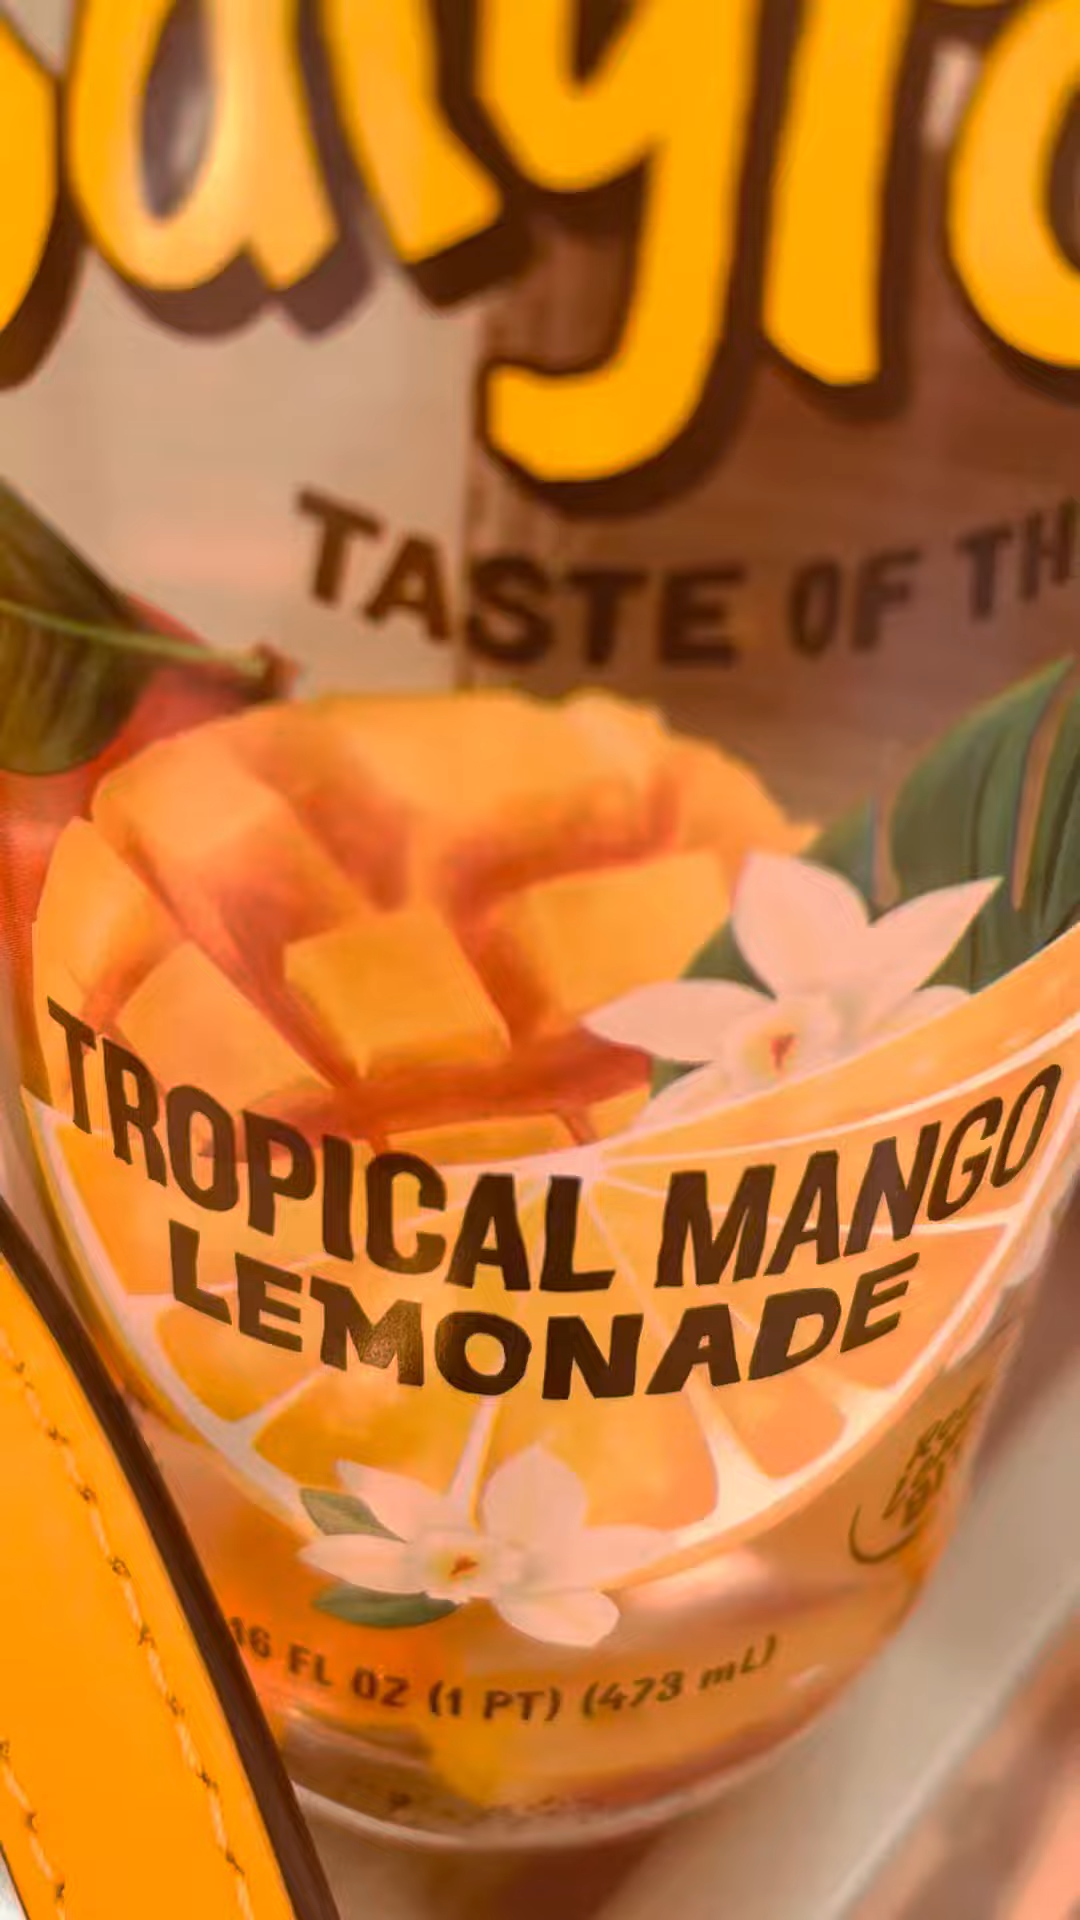 TASTE OF TH
TROPICAL MANGO
LEMONADE
16 FL OZ (1 PT) (473 mL)